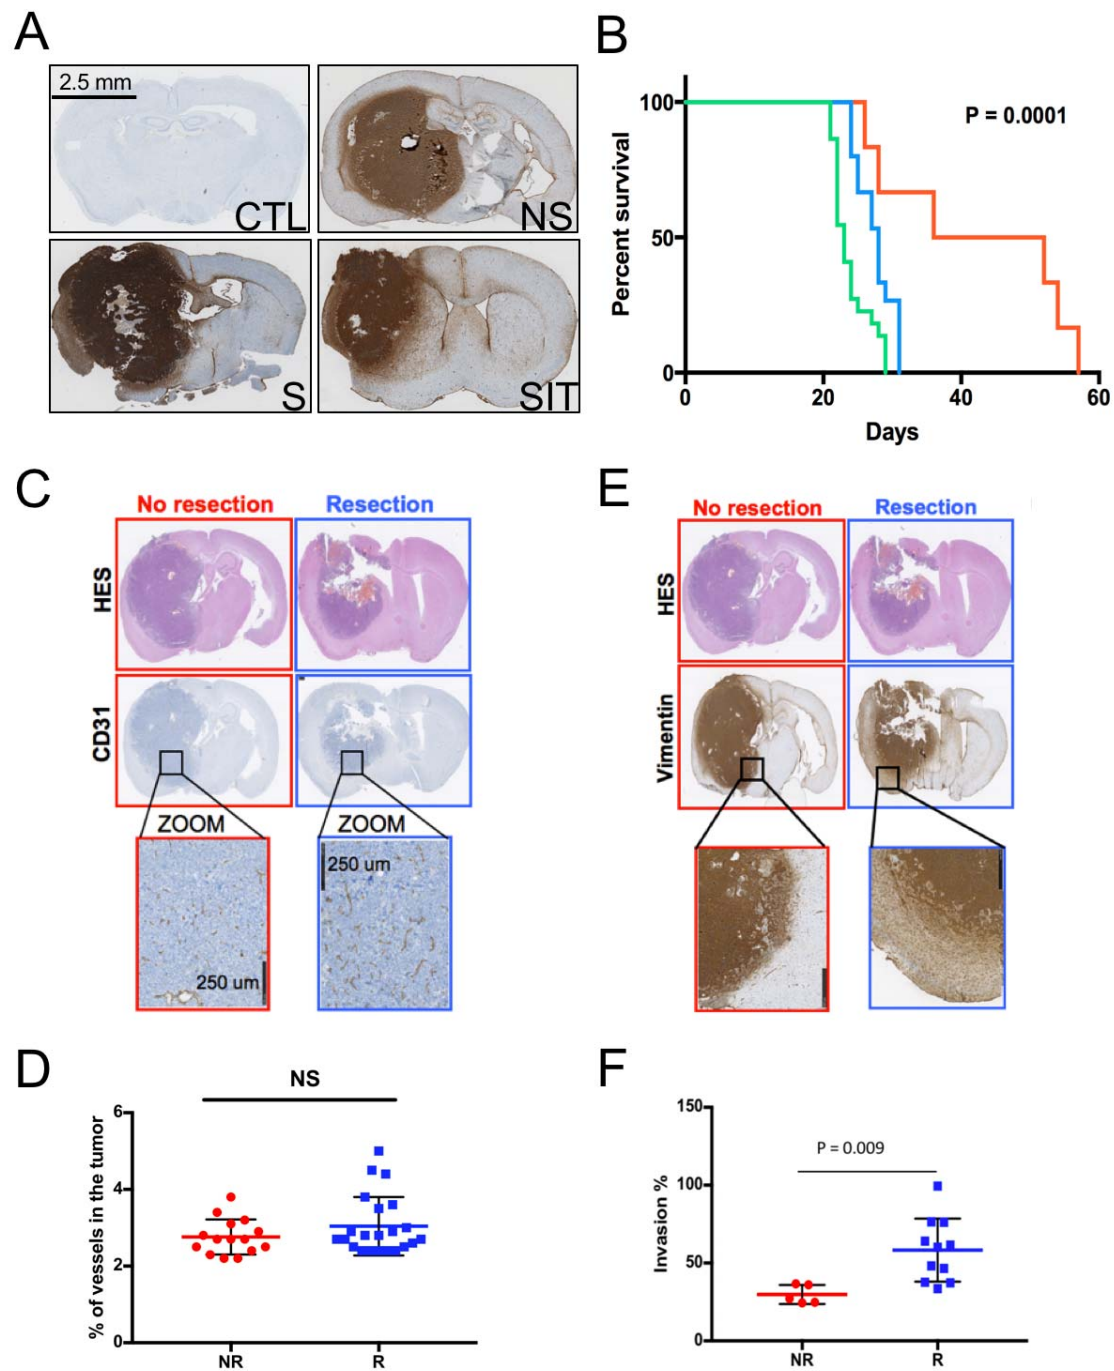 A
2.5 mm
CTL
NS
S
SIT
B
P = 0.0001
Percent survival
100
50
0
0
20
40
60
Days
C
No resection
Resection
HES
CD31
ZOOM
ZOOM
250 um
250 um
E
No resection
Resection
HES
Vimentin
D
NS
% of vessels in the tumor
6
4
2
0
NR
R
F
P = 0.009
Invasion %
150
100
50
0
NR
R